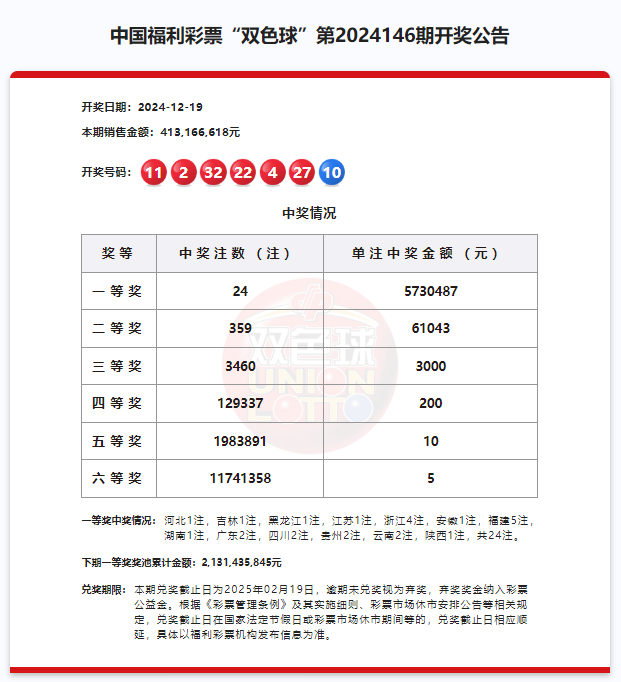 中国福利彩票“双色球”第2024146期开奖公告
开奖日期：2024-12-19
本期销售金额：413,166,618元
开奖号码： 11 2 32 22 4 27 10
中奖情况
奖等 中奖注数（注） 单注中奖金额（元）
一等奖 24 5730487
二等奖 359 61043
三等奖 3460 3000
四等奖 129337 200
五等奖 1983891 10
六等奖 11741358 5
双色球
UNION
LOTTO
一等奖中奖情况： 河北1注，吉林1注，黑龙江1注，江苏1注，浙江4注，安徽1注，福建5注，
湖南1注，广东2注，四川2注，贵州2注，云南2注，陕西1注，共24注。
下期一等奖奖池累计金额：2,131,435,845元
兑奖期限： 本期兑奖截止日为2025年02月19日，逾期未兑奖视为弃奖，弃奖奖金纳入彩票
公益金。根据《彩票管理条例》及其实施细则、彩票市场休市安排公告等相关规
定，兑奖截止日在国家法定节假日或彩票市场休市期间等的，兑奖截止日相应顺
延，具体以福利彩票机构发布信息为准。